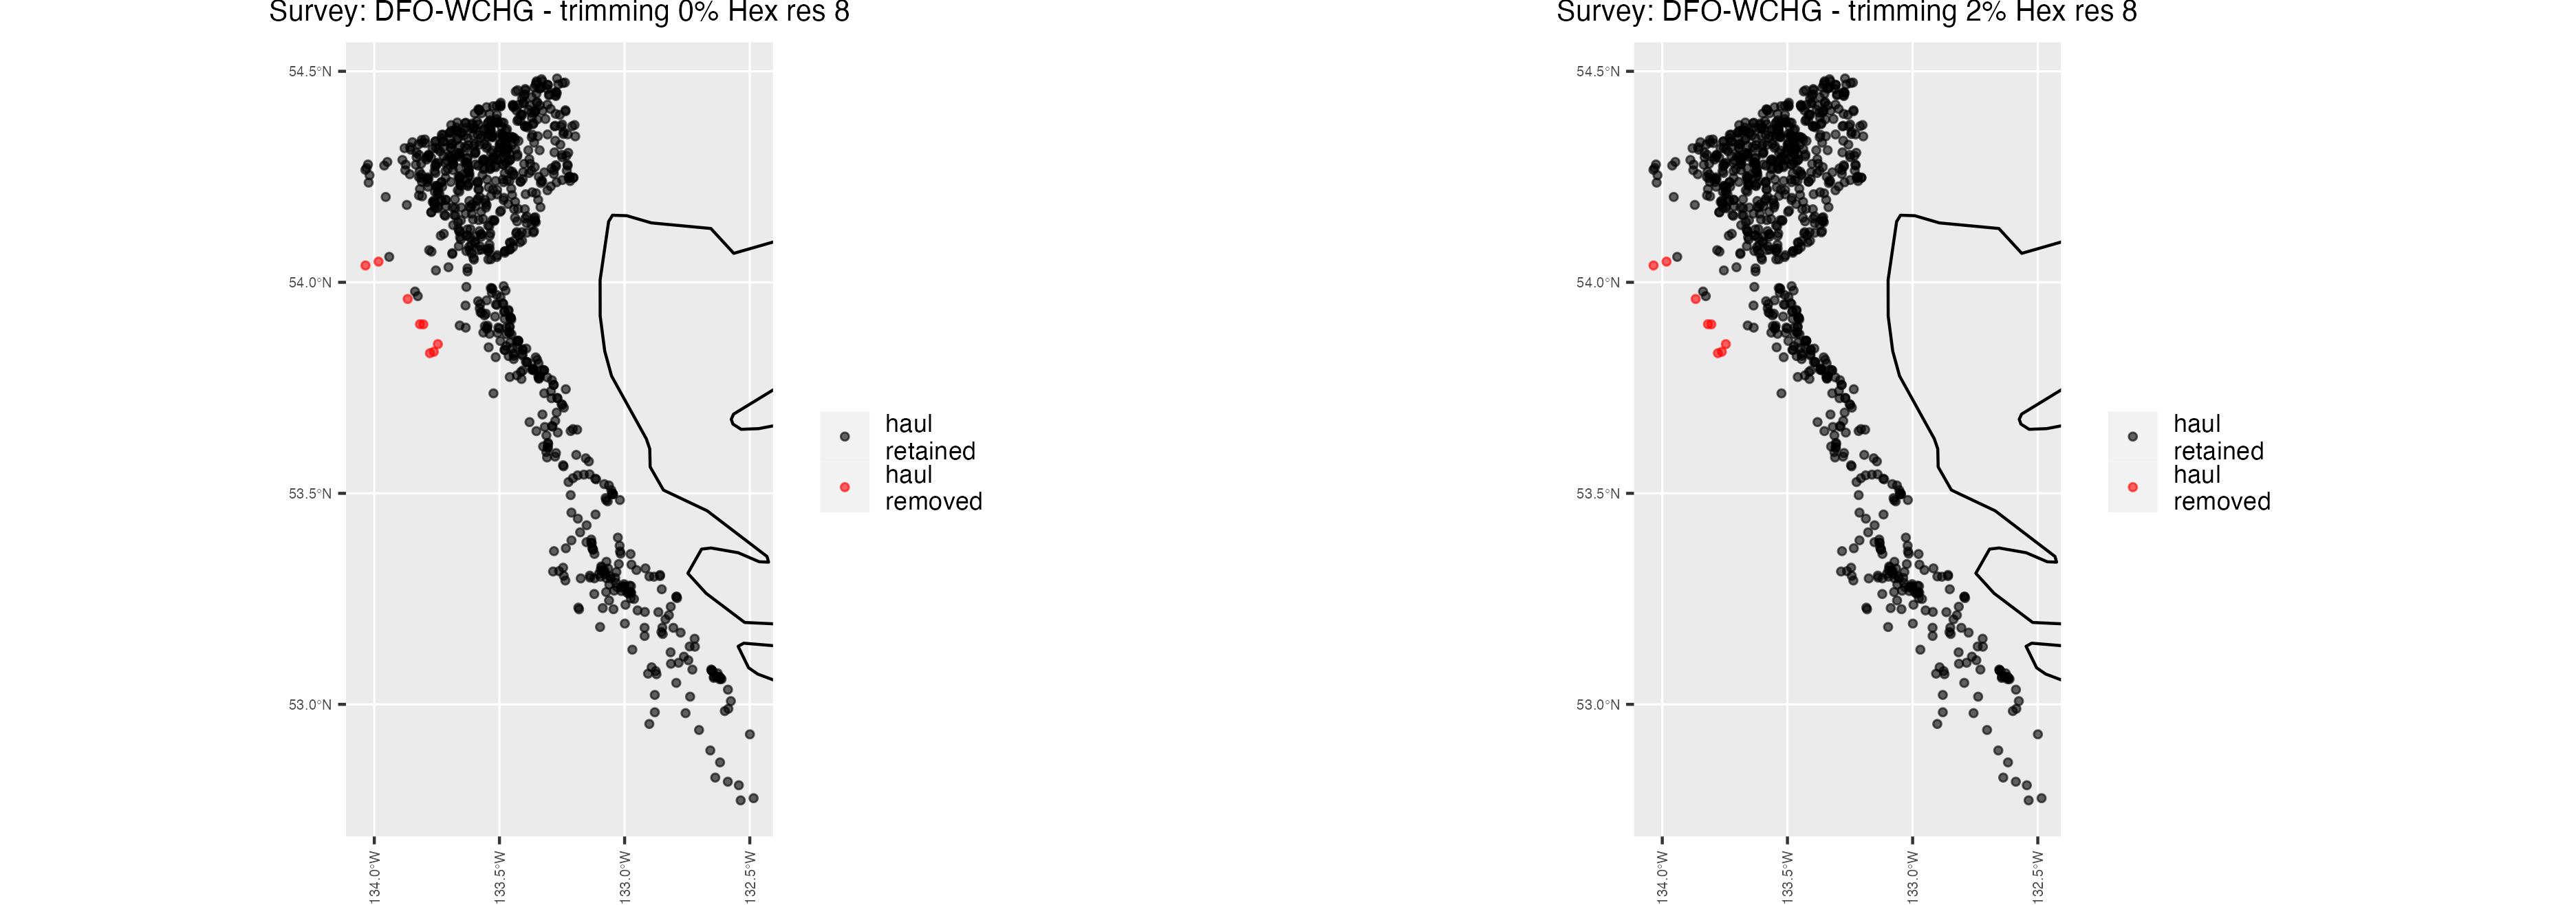 Survey: DFO-WCHG - trimming 0% Hex res 8
54.5°N
54.0°N
53.5°N
53.0°N
134.0°W
133.5°W
133.0°W
132.5°W
haul
retained
haul
removed
Survey: DFO-WCHG - trimming 2% Hex res 8
54.5°N
54.0°N
53.5°N
53.0°N
134.0°W
133.5°W
133.0°W
132.5°W
haul
retained
haul
removed